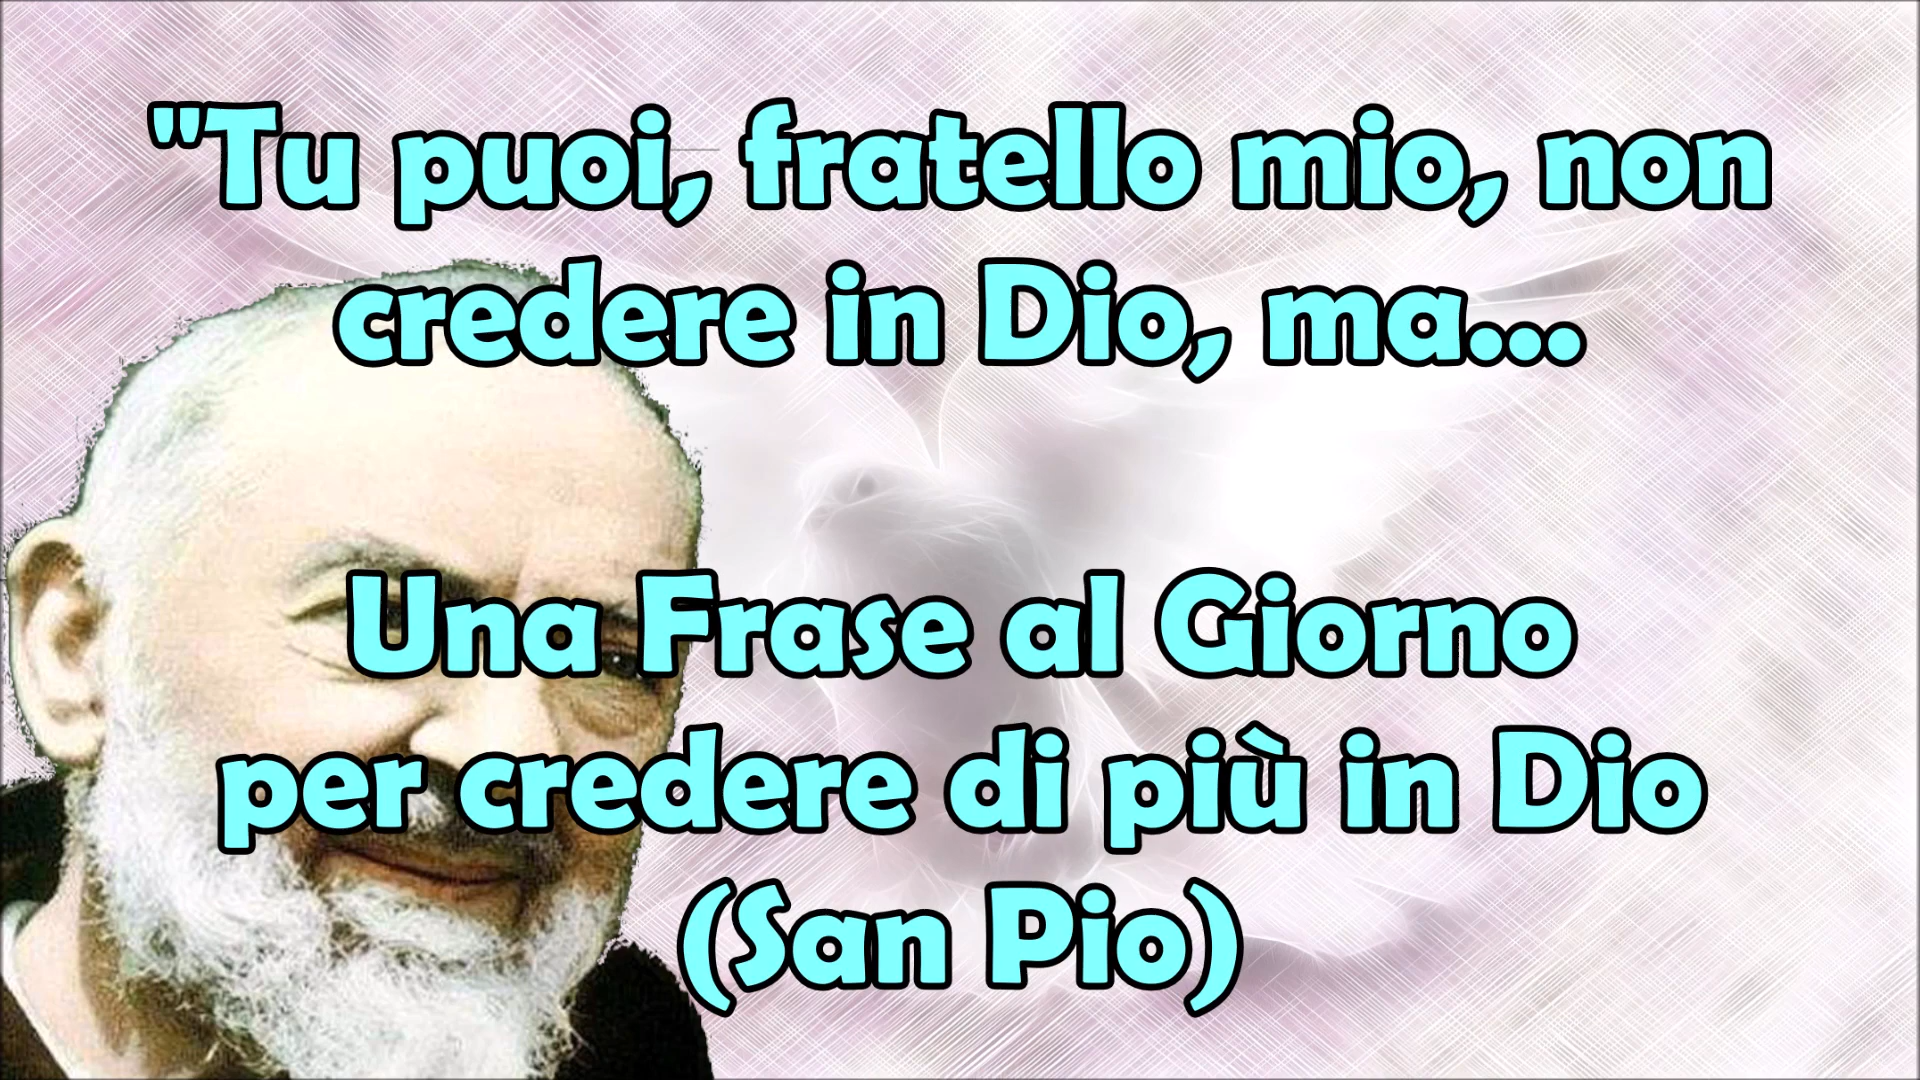 "Tu puoi, fratello mio, non
credere in Dio, ma...
Una Frase al Giorno
per credere di più in Dio
(San Pio)